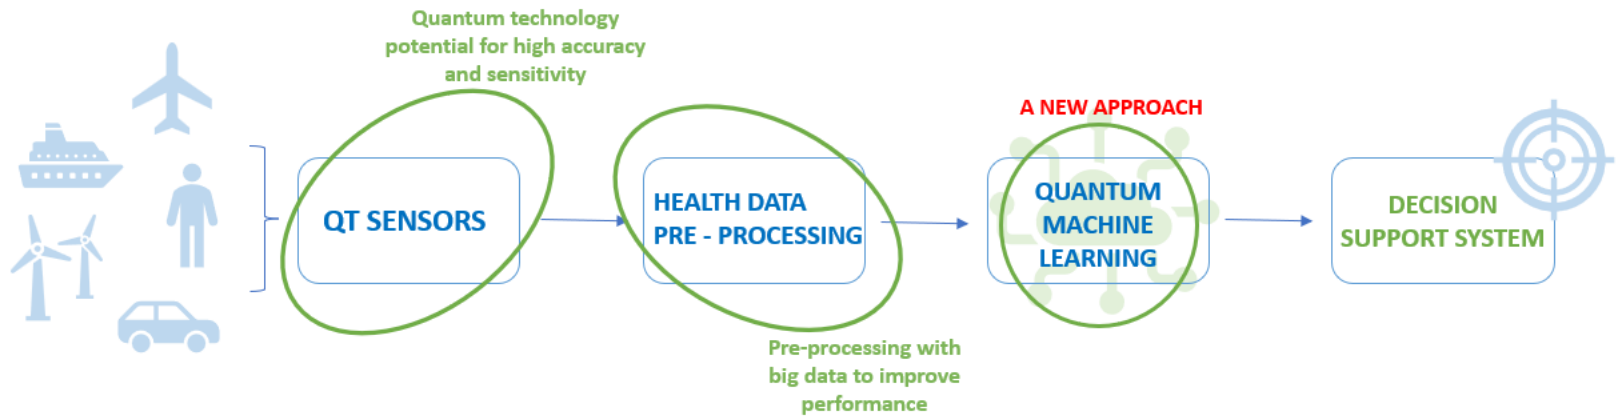 Quantum technology
potential for high accuracy
and sensitivity
QT SENSORS
HEALTH DATA
PRE - PROCESSING
Pre-processing with
big data to improve
performance
A NEW APPROACH
QUANTUM
MACHINE
LEARNING
DECISION
SUPPORT SYSTEM